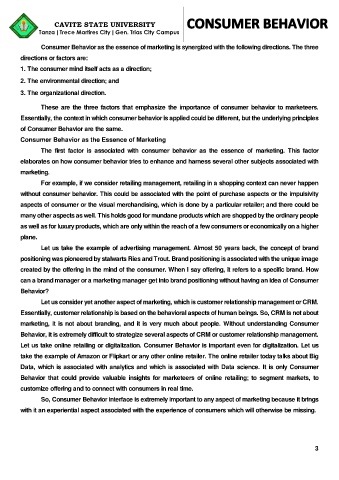 CAVITE STATE UNIVERSITY
Tanza | Trece Martires City | Gen. Trias City Campus
CONSUMER BEHAVIOR
Consumer Behavior as the essence of marketing is synergized with the following directions. The three
directions or factors are;
1. The consumer mind itself acts as a direction;
2. The environmental direction; and
3. The organizational direction.
These are the three factors that emphasize the importance of consumer behavior to marketeers.
Essentially, the context in which consumer behavior is applied could be different, but the underlying principles
of Consumer Behavior are the same.
Consumer Behavior as the Essence of Marketing
The first factor is associated with consumer behavior as the essence of marketing. This factor
elaborates on how consumer behavior tries to enhance and harness several other subjects associated with
marketing.
For example, if we consider retailing management, retailing in a shopping context can never happen
without consumer behavior. This could be associated with the point of purchase aspects or the impulsivity
aspects of consumer or the visual merchandising, which is done by a particular retailer; and there could be
many other aspects as well. This holds good for mundane products which are shopped by the ordinary people
as well as for luxury products, which are only within the reach of a few consumers or economically on a higher
plane.
Let us take the example of advertising management. Almost 50 years back, the concept of brand
positioning was pioneered by stalwarts Ries and Trout. Brand positioning is associated with the unique image
created by the offering in the mind of the consumer. When I say offering, it refers to a specific brand. How
can a brand manager or a marketing manager get into brand positioning without having an idea of Consumer
Behavior?
Let us consider yet another aspect of marketing, which is customer relationship management or CRM.
Essentially, customer relationship is based on the behavioral aspects of human beings. So, CRM is not about
marketing, it is not about branding, and it is very much about people. Without understanding Consumer
Behavior, it is extremely difficult to strategize several aspects of CRM or customer relationship management.
Let us take online retailing or digitalization. Consumer Behavior is important even for digitalization. Let us
take the example of Amazon or Flipkart or any other online retailer. The online retailer today talks about Big
Data, which is associated with analytics and which is associated with Data science. It is only Consumer
Behavior that could provide valuable insights for marketeers of online retailing; to segment markets, to
customize offering and to connect with consumers in real time.
So, Consumer Behavior interface is extremely important to any aspect of marketing because it brings
with it an experiential aspect associated with the experience of consumers which will otherwise be missing.
3